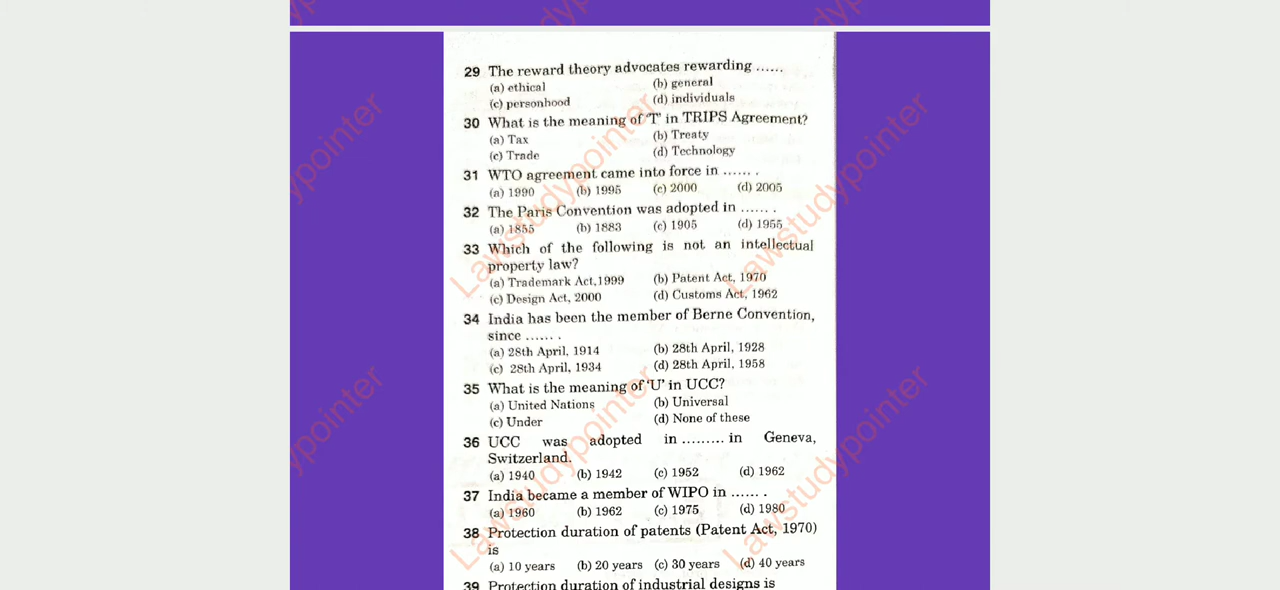 29 The reward theory advocates rewarding ......
(a) ethical (b) general
(c) personhood (d) individuals
30 What is the meaning of 'T' in TRIPS Agreement?
(a) Tax (b) Treaty
(c) Trade (d) Technology
31 WTO agreement came into force in ...... .
(a) 1990 (b) 1995 (c) 2000 (d) 2005
32 The Paris Convention was adopted in ...... .
(a) 1855 (b) 1883 (c) 1905 (d) 1955
33 Which of the following is not an intellectual
property law?
(a) Trademark Act,1999 (b) Patent Act, 1970
(c) Design Act, 2000 (d) Customs Act, 1962
34 India has been the member of Berne Convention,
since ...... .
(a) 28th April, 1914 (b) 28th April, 1928
(c) 28th April, 1934 (d) 28th April, 1958
35 What is the meaning of 'U' in UCC?
(a) United Nations (b) Universal
(c) Under (d) None of these
36 UCC was adopted in ......... in Geneva,
Switzerland.
(a) 1940 (b) 1942 (c) 1952 (d) 1962
37 India became a member of WIPO in ...... .
(a) 1960 (b) 1962 (c) 1975 (d) 1980
38 Protection duration of patents (Patent Act, 1970)
is
(a) 10 years (b) 20 years (c) 30 years (d) 40 years
39 Protection duration of industrial designs is
Lawstudypointer
Lawstudypointer
Lawstudypointer
Lawstudypointer
ypointer
ypointer
ypointer
ypointer